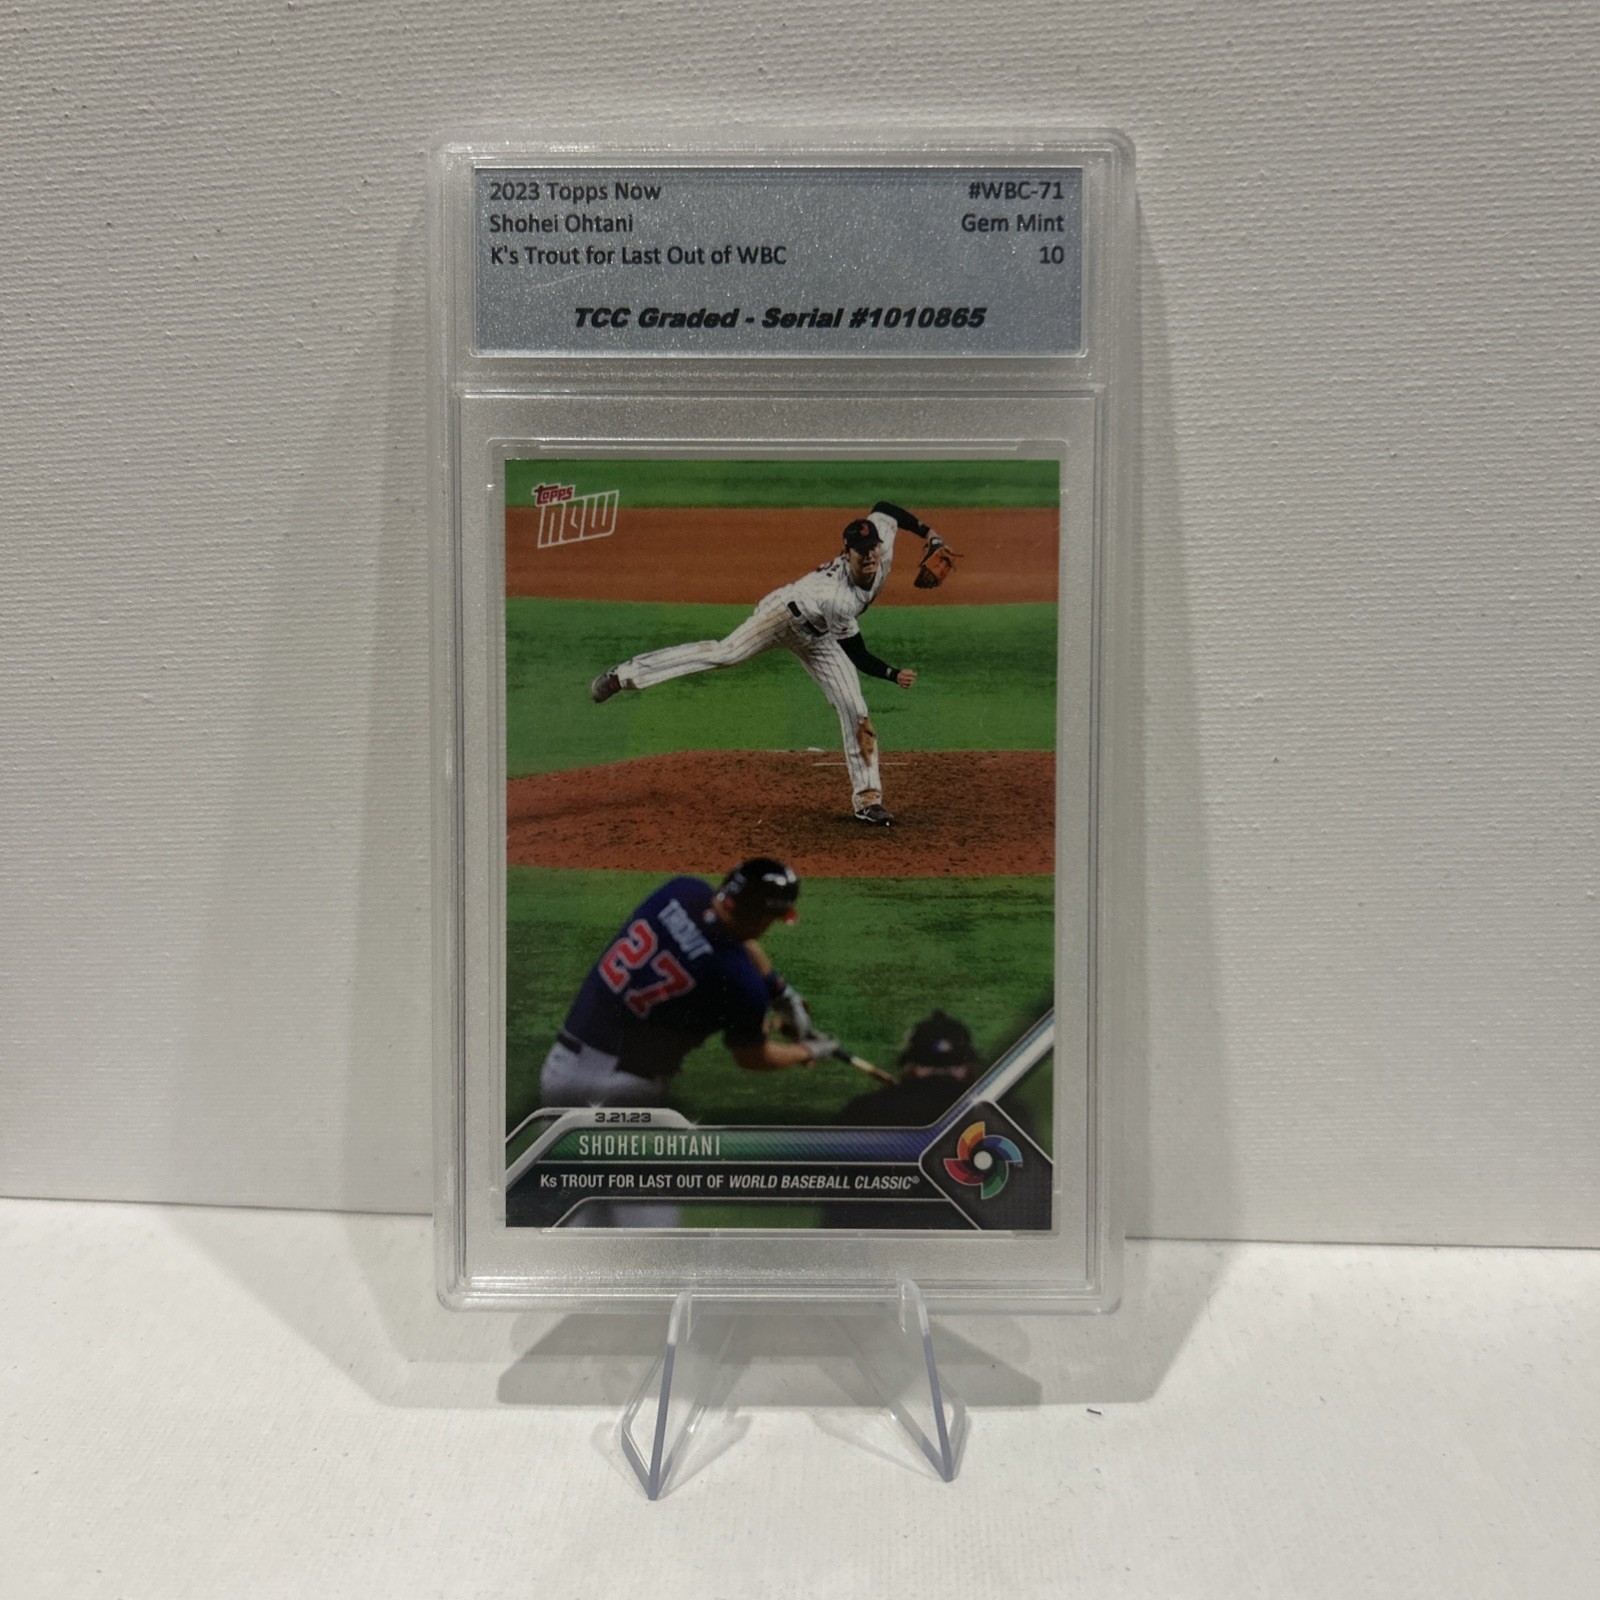 2023 Topps Now #WBC-71
Shohei Ohtani Gem Mint
K's Trout for Last Out of WBC 10
TCC Graded - Serial #1010865
topps
NOW
TROUT
27
3.21.23
SHOHEI OHTANI
Ks TROUT FOR LAST OUT OF WORLD BASEBALL CLASSIC®